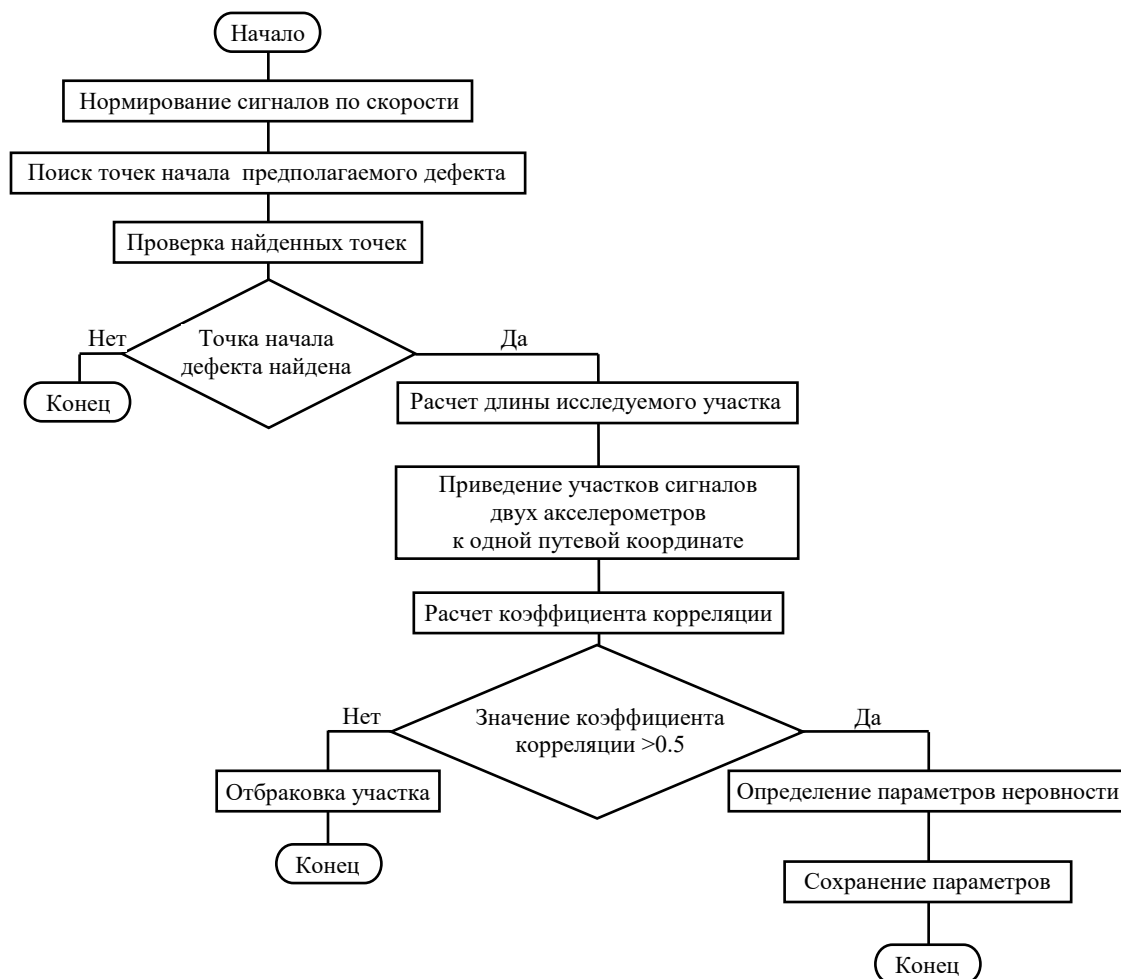 Начало
Нормирование сигналов по скорости
Поиск точек начала предполагаемого дефекта
Проверка найденных точек
Нет
Точка начала
дефекта найдена
Да
Конец
Расчет длины исследуемого участка
Приведение участков сигналов
двух акселерометров
к одной путевой координате
Расчет коэффициента корреляции
Нет
Значение коэффициента
корреляции >0.5
Да
Отбраковка участка
Определение параметров неровности
Конец
Сохранение параметров
Конец